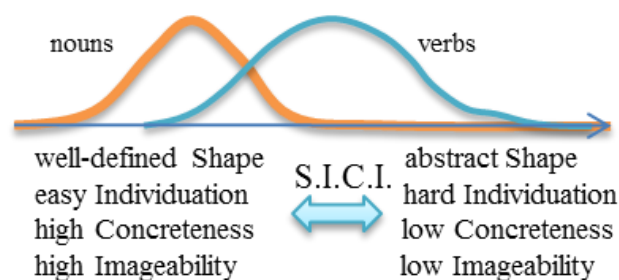 nouns
verbs
well-defined Shape
easy Individuation
high Concreteness
high Imageability
S.I.C.I.
abstract Shape
hard Individuation
low Concreteness
low Imageability